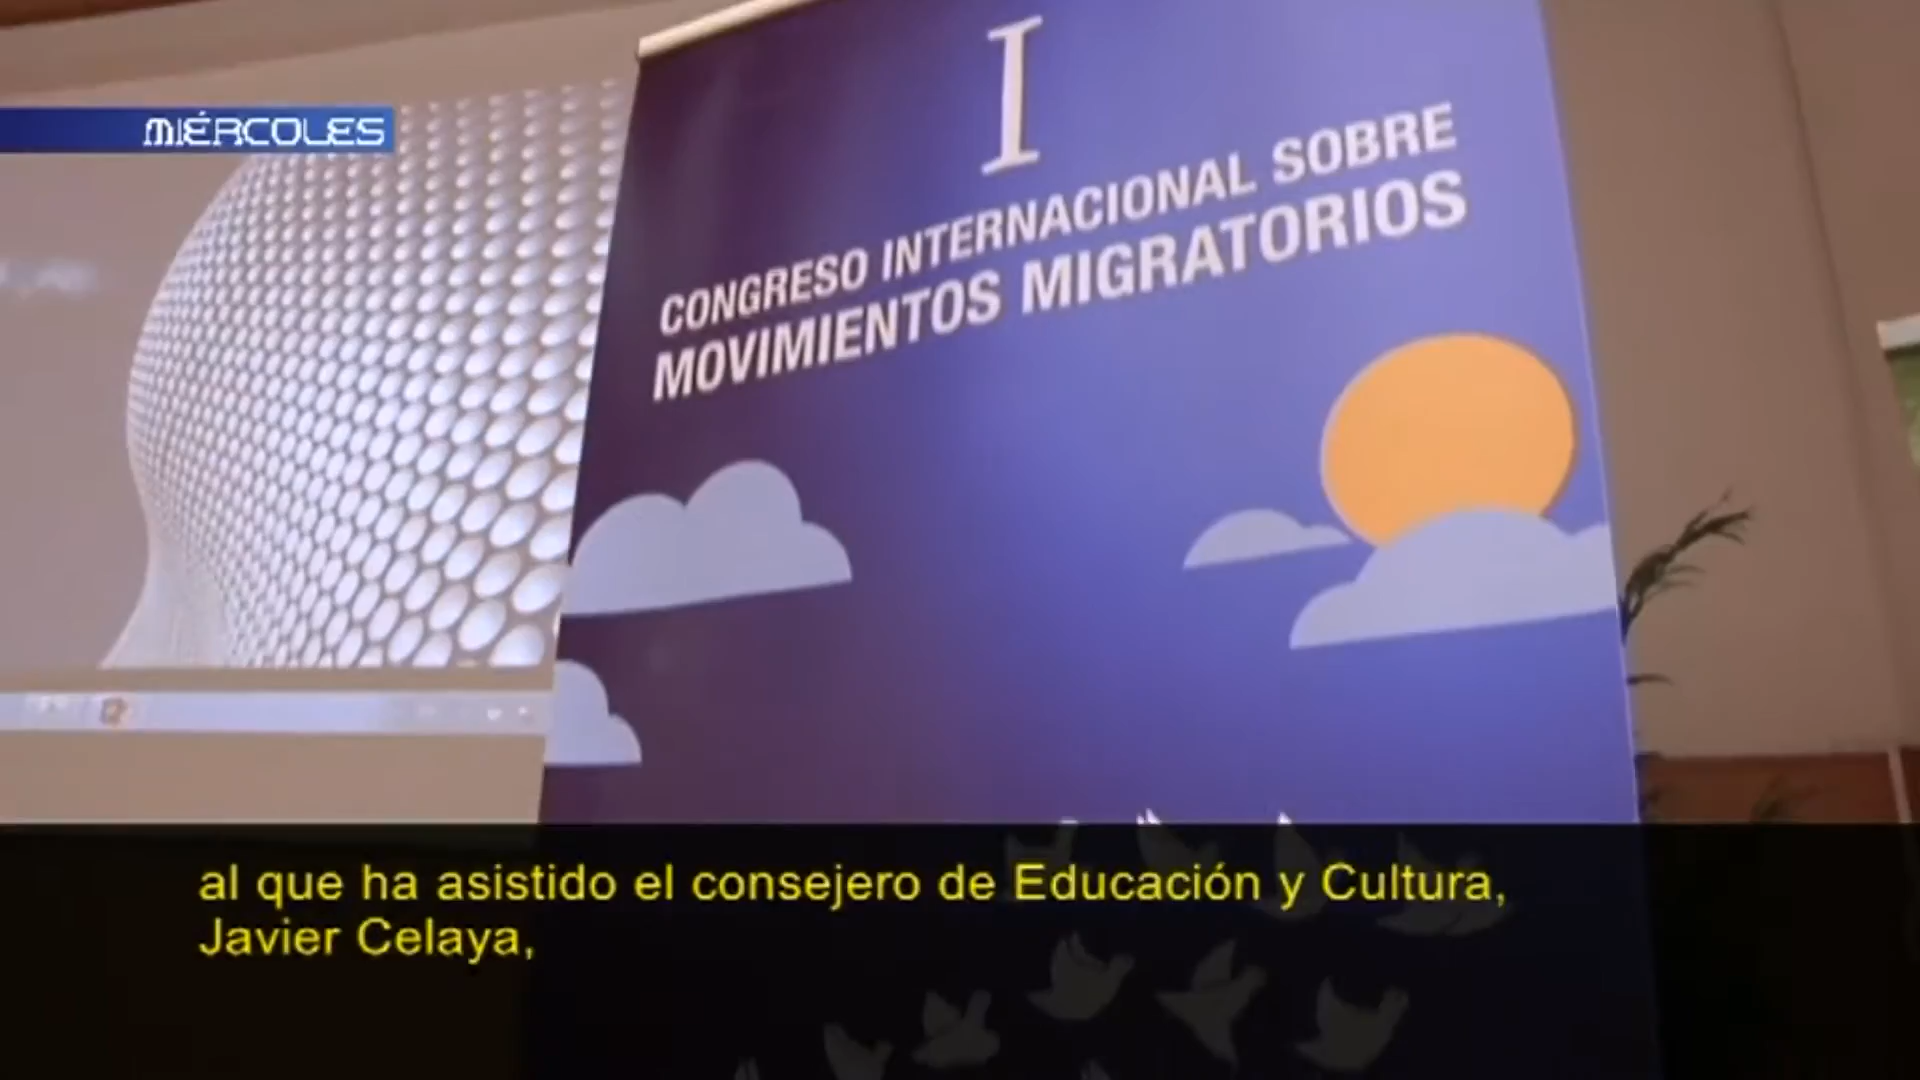 MIÉRCOLES
I
CONGRESO INTERNACIONAL SOBRE
MOVIMIENTOS MIGRATORIOS
al que ha asistido el consejero de Educación y Cultura,
Javier Celaya,